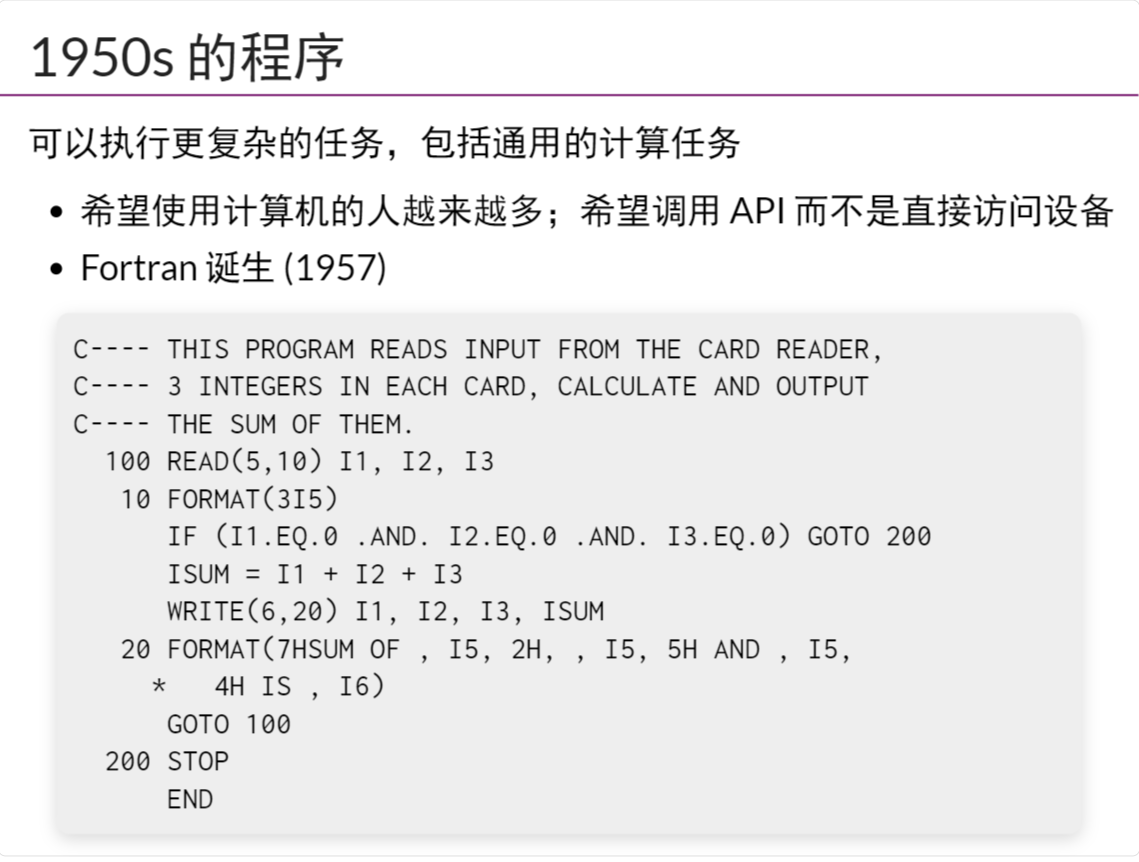 1950s 的程序
可以执行更复杂的任务，包括通用的计算任务
• 希望使用计算机的人越来越多；希望调用 API 而不是直接访问设备
• Fortran 诞生 (1957)
C---- THIS PROGRAM READS INPUT FROM THE CARD READER,
C---- 3 INTEGERS IN EACH CARD, CALCULATE AND OUTPUT
C---- THE SUM OF THEM.
  100 READ(5,10) I1, I2, I3
   10 FORMAT(3I5)
      IF (I1.EQ.0 .AND. I2.EQ.0 .AND. I3.EQ.0) GOTO 200
      ISUM = I1 + I2 + I3
      WRITE(6,20) I1, I2, I3, ISUM
   20 FORMAT(7HSUM OF , I5, 2H, , I5, 5H AND , I5,
     *   4H IS , I6)
      GOTO 100
  200 STOP
      END